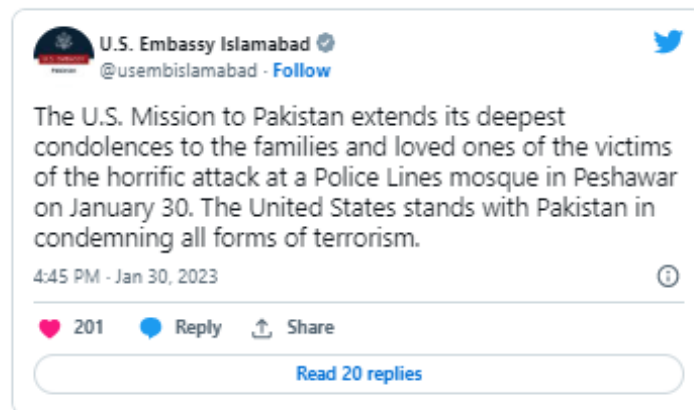 U.S. Embassy Islamabad
@usembislamabad · Follow
The U.S. Mission to Pakistan extends its deepest
condolences to the families and loved ones of the victims
of the horrific attack at a Police Lines mosque in Peshawar
on January 30. The United States stands with Pakistan in
condemning all forms of terrorism.
4:45 PM · Jan 30, 2023
201 Reply Share
Read 20 replies